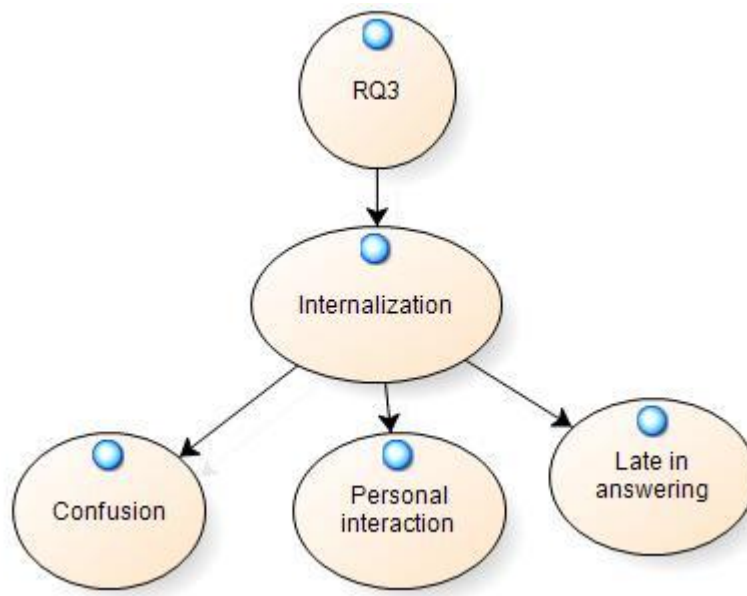 RQ3
Internalization
Confusion
Personal
interaction
Late in
answering